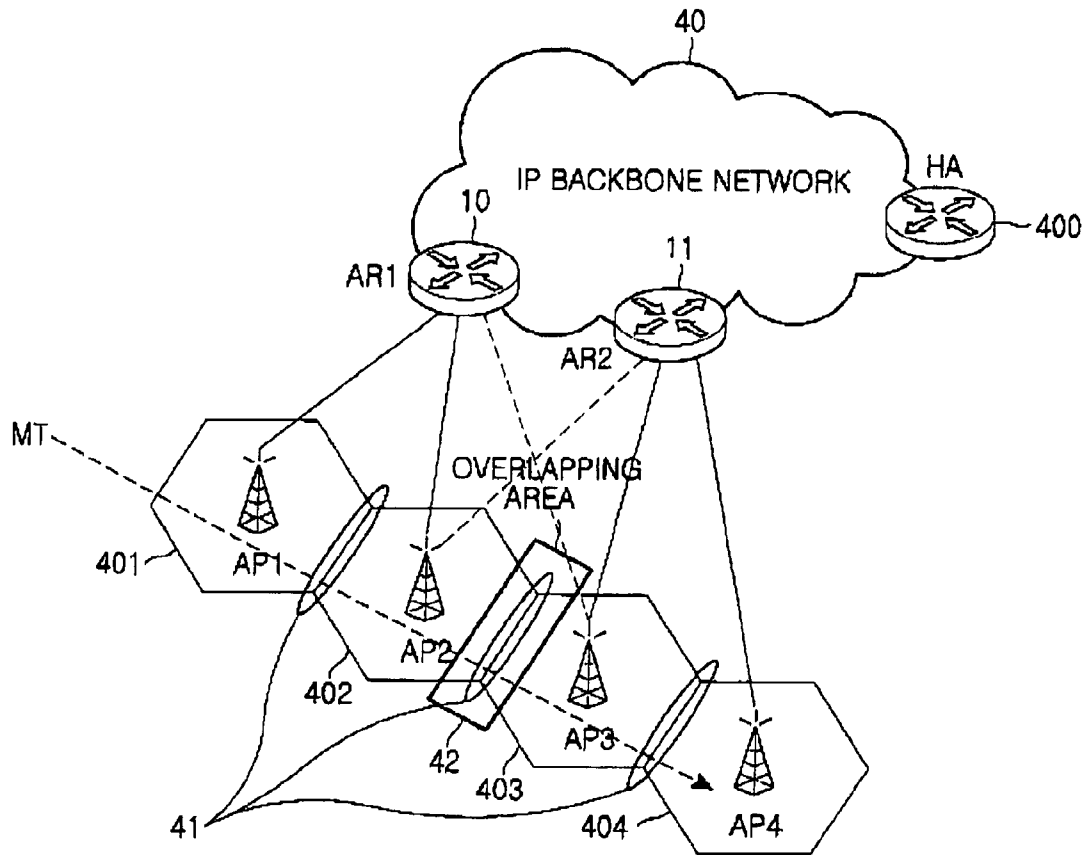 40
IP BACKBONE NETWORK
HA
400
10
AR1
11
AR2
MT
OVERLAPPING
AREA
401
AP1
AP2
402
42
AP3
403
41
404
AP4